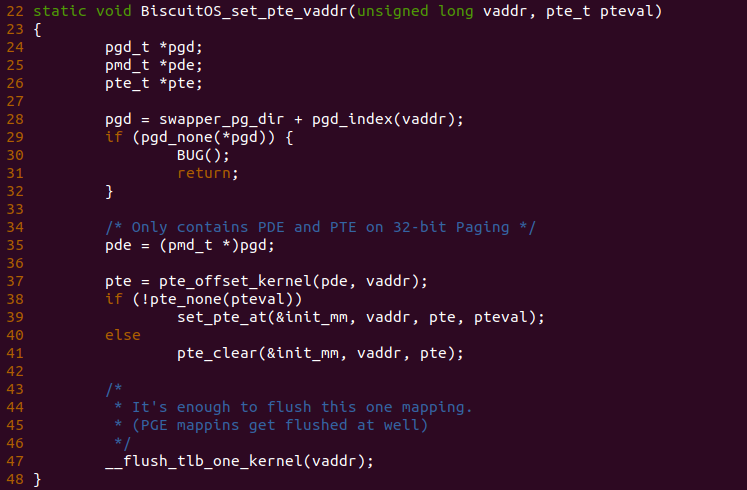 22 static void BiscuitOS_set_pte_vaddr(unsigned long vaddr, pte_t pteval)
23 {
24         pgd_t *pgd;
25         pmd_t *pde;
26         pte_t *pte;
27
28         pgd = swapper_pg_dir + pgd_index(vaddr);
29         if (pgd_none(*pgd)) {
30                 BUG();
31                 return;
32         }
33
34         /* Only contains PDE and PTE on 32-bit Paging */
35         pde = (pmd_t *)pgd;
36
37         pte = pte_offset_kernel(pde, vaddr);
38         if (!pte_none(pteval))
39                 set_pte_at(&init_mm, vaddr, pte, pteval);
40         else
41                 pte_clear(&init_mm, vaddr, pte);
42
43         /*
44          * It's enough to flush this one mapping.
45          * (PGE mappins get flushed at well)
46          */
47         __flush_tlb_one_kernel(vaddr);
48 }